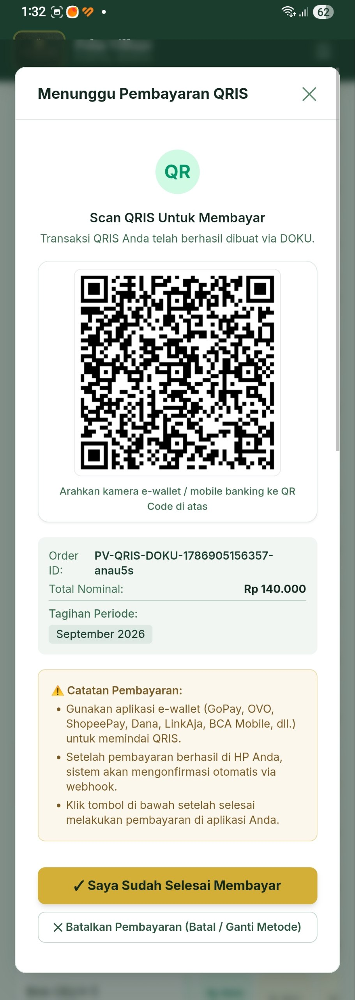 1:32
62
Menunggu Pembayaran QRIS
QR
Scan QRIS Untuk Membayar
Transaksi QRIS Anda telah berhasil dibuat via DOKU.
Arahkan kamera e-wallet / mobile banking ke QR
Code di atas
Order PV-QRIS-DOKU-1786905156357-
ID: anau5s
Total Nominal: Rp 140.000
Tagihan Periode:
September 2026
⚠️ Catatan Pembayaran:
• Gunakan aplikasi e-wallet (GoPay, OVO,
ShopeePay, Dana, LinkAja, BCA Mobile, dll.)
untuk memindai QRIS.
• Setelah pembayaran berhasil di HP Anda,
sistem akan mengonfirmasi otomatis via
webhook.
• Klik tombol di bawah setelah selesai
melakukan pembayaran di aplikasi Anda.
✓ Saya Sudah Selesai Membayar
✕ Batalkan Pembayaran (Batal / Ganti Metode)